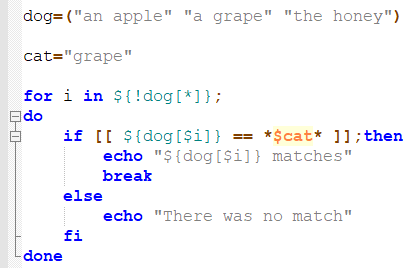 dog=("an apple" "a grape" "the honey")
cat="grape"
for i in ${!dog[*]};
do
if [[ ${dog[$i]} == *$cat* ]];then
echo "${dog[$i]} matches"
break
else
echo "There was no match"
fi
done